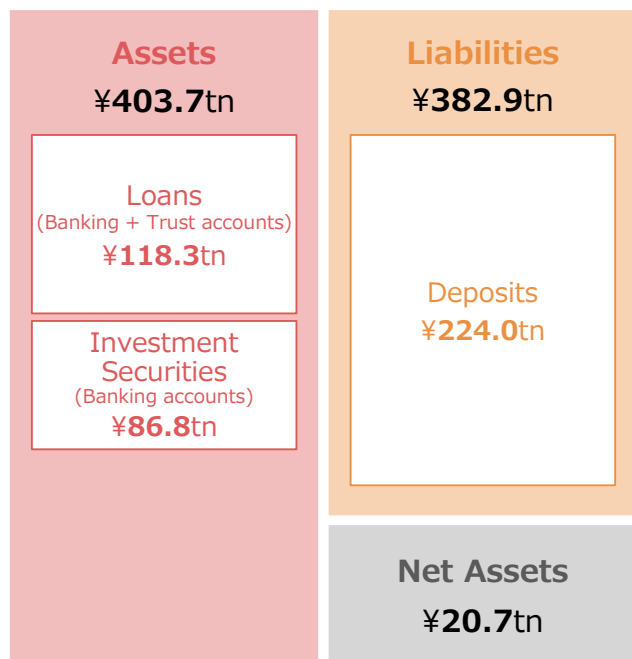 Assets
¥403.7tn
Loans
(Banking + Trust accounts)
¥118.3tn
Investment
Securities
(Banking accounts)
¥86.8tn
Liabilities
¥382.9tn
Deposits
¥224.0tn
Net Assets
¥20.7tn